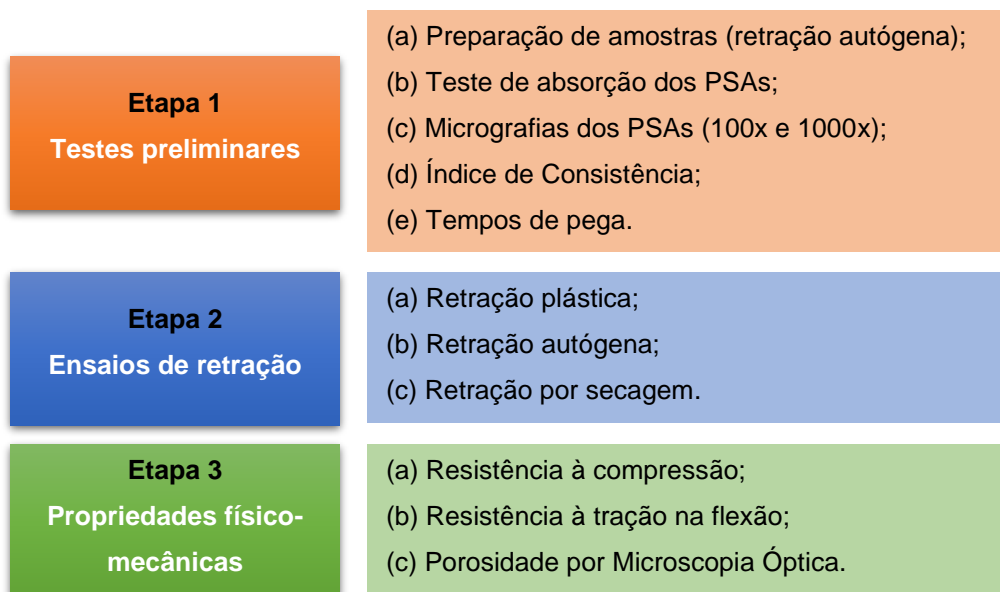 Etapa 1
Testes preliminares
(a) Preparação de amostras (retração autógena);
(b) Teste de absorção dos PSAs;
(c) Micrografias dos PSAs (100x e 1000x);
(d) Índice de Consistência;
(e) Tempos de pega.
Etapa 2
Ensaios de retração
(a) Retração plástica;
(b) Retração autógena;
(c) Retração por secagem.
Etapa 3
Propriedades físico-
mecânicas
(a) Resistência à compressão;
(b) Resistência à tração na flexão;
(c) Porosidade por Microscopia Óptica.